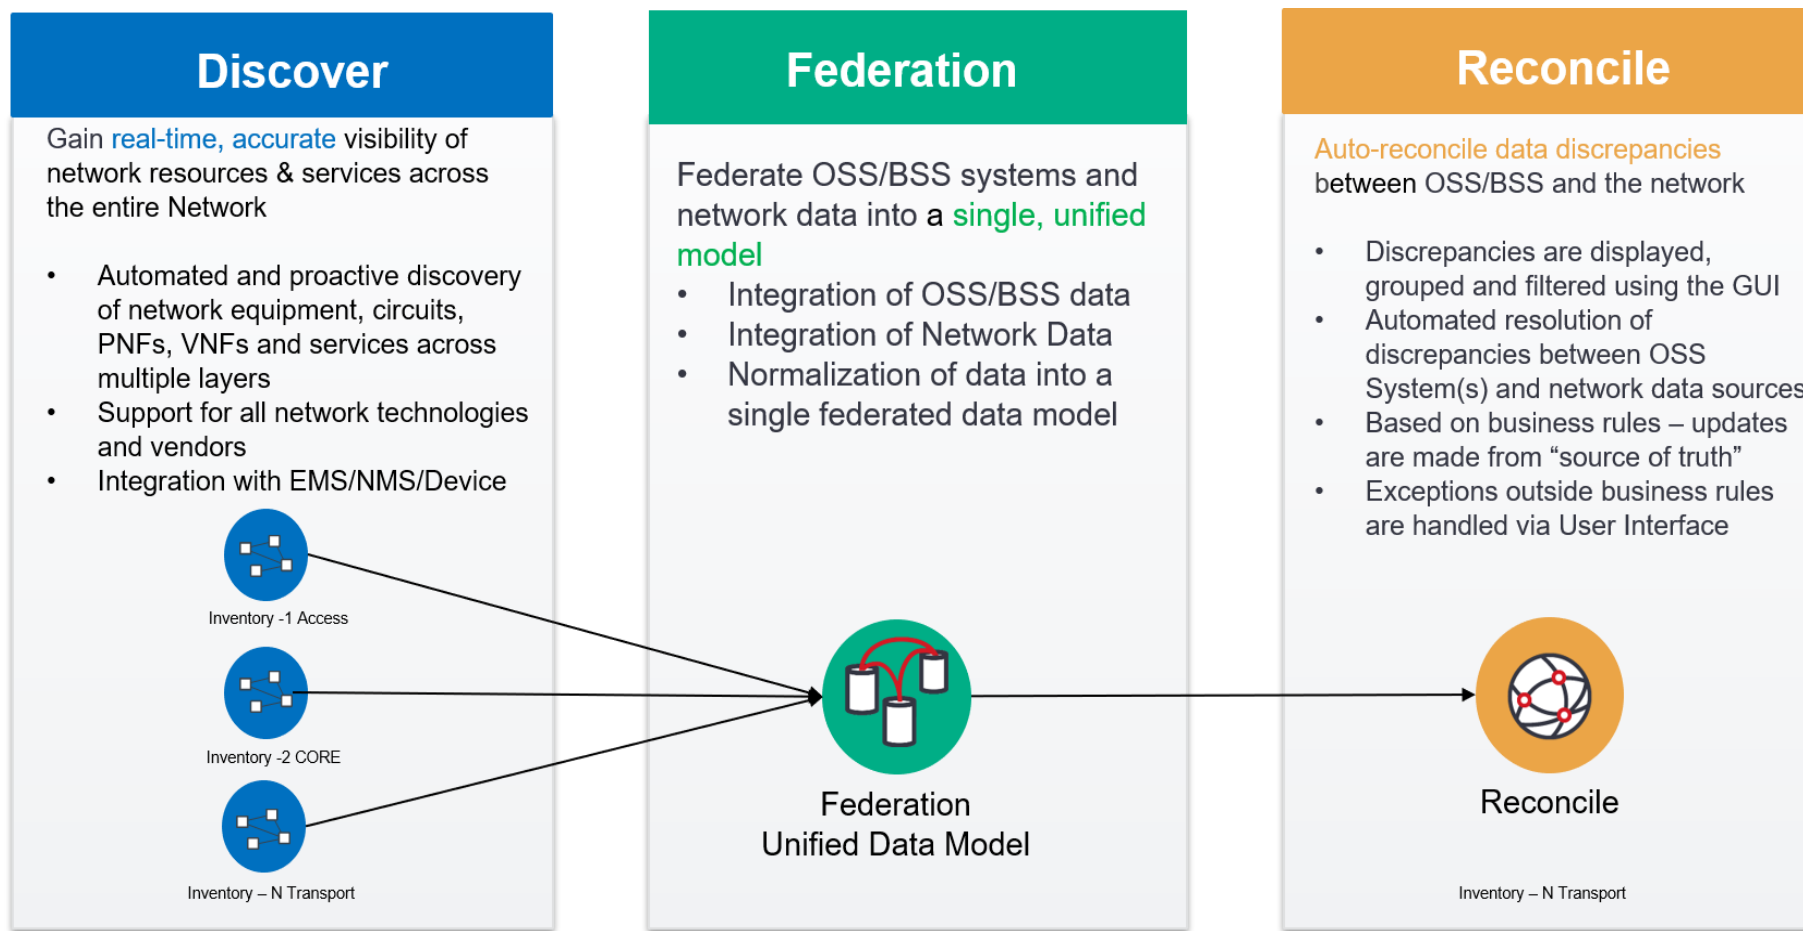 Discover
Gain real-time, accurate visibility of
network resources & services across
the entire Network
• Automated and proactive discovery
of network equipment, circuits,
PNFs, VNFs and services across
multiple layers
• Support for all network technologies
and vendors
• Integration with EMS/NMS/Device
Inventory -1 Access
Inventory -2 CORE
Inventory – N Transport
Federation
Federate OSS/BSS systems and
network data into a single, unified
model
• Integration of OSS/BSS data
• Integration of Network Data
• Normalization of data into a
single federated data model
Federation
Unified Data Model
Reconcile
Auto-reconcile data discrepancies
between OSS/BSS and the network
• Discrepancies are displayed,
grouped and filtered using the GUI
• Automated resolution of
discrepancies between OSS
System(s) and network data sources
• Based on business rules – updates
are made from “source of truth”
• Exceptions outside business rules
are handled via User Interface
Reconcile
Inventory – N Transport